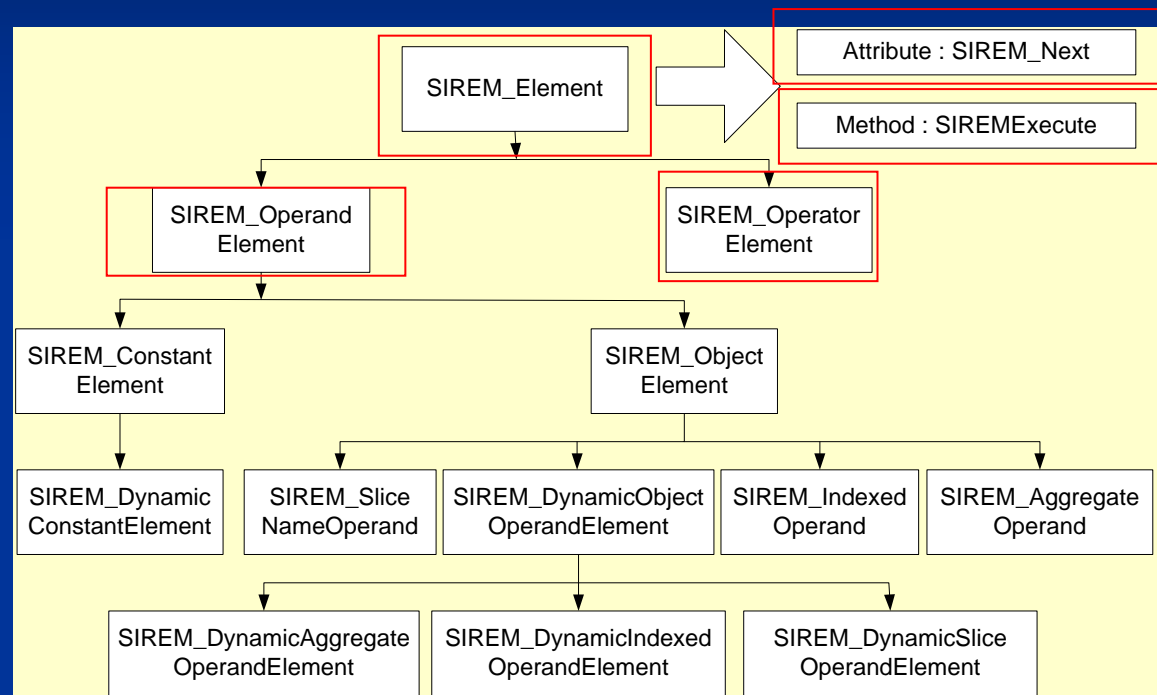 SIREM_Element
Attribute : SIREM_Next
Method : SIREMExecute
SIREM_Operand
Element
SIREM_Operator
Element
SIREM_Constant
Element
SIREM_Object
Element
SIREM_Dynamic
ConstantElement
SIREM_Slice
NameOperand
SIREM_DynamicObject
OperandElement
SIREM_Indexed
Operand
SIREM_Aggregate
Operand
SIREM_DynamicAggregate
OperandElement
SIREM_DynamicIndexed
OperandElement
SIREM_DynamicSlice
OperandElement